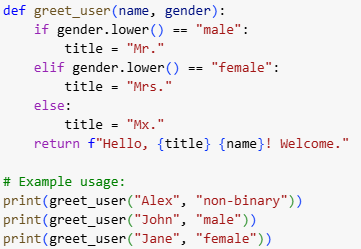 def greet_user(name, gender):
    if gender.lower() == "male":
        title = "Mr."
    elif gender.lower() == "female":
        title = "Mrs."
    else:
        title = "Mx."
    return f"Hello, {title} {name}! Welcome."

# Example usage:
print(greet_user("Alex", "non-binary"))
print(greet_user("John", "male"))
print(greet_user("Jane", "female"))